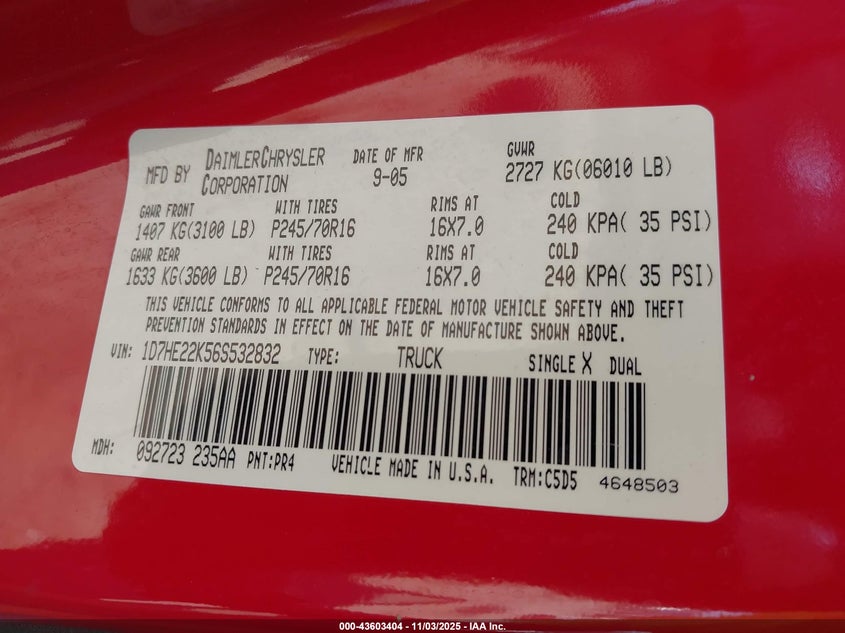 MFD BY DAIMLERCHRYSLER CORPORATION DATE OF MFR 9-05 GVWR 2727 KG(06010 LB)
GAWR FRONT WITH TIRES RIMS AT COLD
1407 KG(3100 LB) P245/70R16 16X7.0 240 KPA( 35 PSI)
GAWR REAR WITH TIRES RIMS AT COLD
1633 KG(3600 LB) P245/70R16 16X7.0 240 KPA( 35 PSI)
THIS VEHICLE CONFORMS TO ALL APPLICABLE FEDERAL MOTOR VEHICLE SAFETY AND THEFT
PREVENTION STANDARDS IN EFFECT ON THE DATE OF MANUFACTURE SHOWN ABOVE.
VIN: 1D7HE22K56S532832 TYPE: TRUCK SINGLE X DUAL
MDH: 092723 235AA PNT:PR4 VEHICLE MADE IN U.S.A. TRM:C5D5 4648503
000-43603404 - 11/03/2025 - IAA Inc.